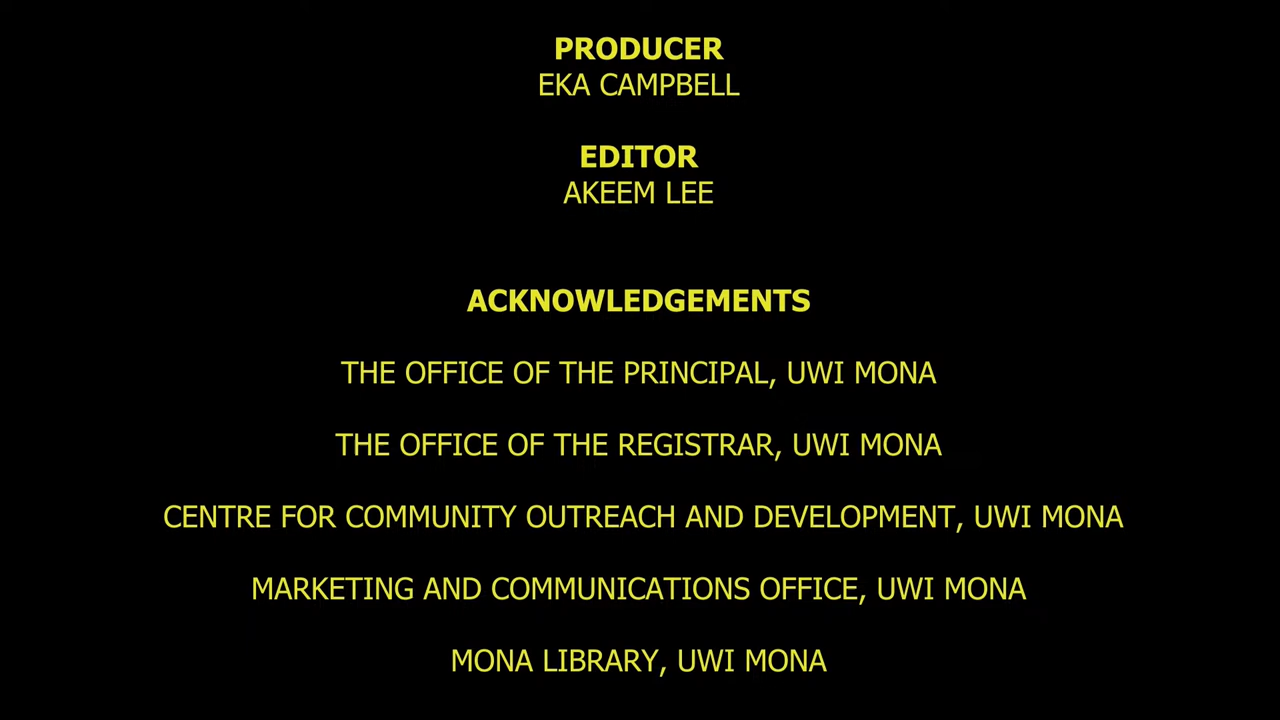 PRODUCER
EKA CAMPBELL
EDITOR
AKEEM LEE
ACKNOWLEDGEMENTS
THE OFFICE OF THE PRINCIPAL, UWI MONA
THE OFFICE OF THE REGISTRAR, UWI MONA
CENTRE FOR COMMUNITY OUTREACH AND DEVELOPMENT, UWI MONA
MARKETING AND COMMUNICATIONS OFFICE, UWI MONA
MONA LIBRARY, UWI MONA